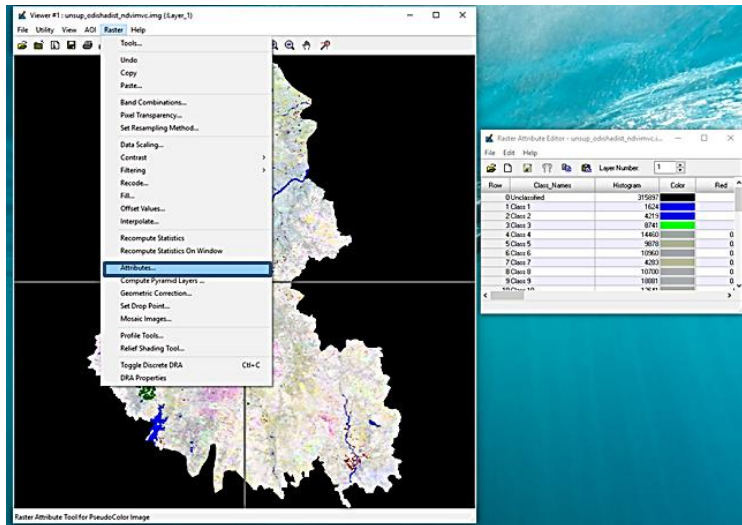 Viewer #1 : unsup_odishadist_ndvimvc.img (:Layer_1)
File Utility View AOI Raster Help
Tools...
Undo
Copy
Paste...
Band Combinations...
Pixel Transparency...
Set Resampling Method...
Data Scaling...
Contrast
Filtering
Recode...
Fill...
Offset Values...
Interpolate...
Recompute Statistics
Recompute Statistics On Window
Attributes...
Compute Pyramid Layers ...
Geometric Correction...
Set Drop Point...
Mosaic Images...
Profile Tools...
Relief Shading Tool...
Toggle Discrete DRA Ctl+C
DRA Properties
Raster Attribute Tool for PseudoColor Image
Raster Attribute Editor - unsup_odishadist_ndvimvc.i...
File Edit Help
Layer Number: 1
Row Class_Names Histogram Color Red
0 Unclassified 315897
1 Class 1 1624
2 Class 2 4219
3 Class 3 8741
4 Class 4 14460 0.
5 Class 5 9878 0.
6 Class 6 10960 0.
7 Class 7 4283 0.
8 Class 8 10700 0.
9 Class 9 10081 0.
10 Class 10